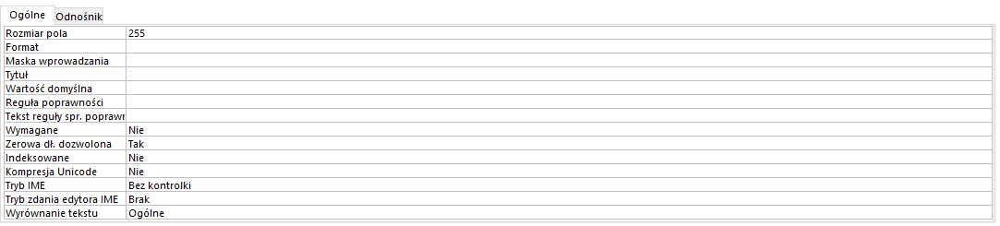 Ogólne Odnośnik
Rozmiar pola 255
Format
Maska wprowadzania
Tytuł
Wartość domyślna
Reguła poprawności
Tekst reguły spr. popraw
Wymagane Nie
Zerowa dł. dozwolona Tak
Indeksowane Nie
Kompresja Unicode Nie
Tryb IME Bez kontrolki
Tryb zdania edytora IME Brak
Wyrównanie tekstu Ogólne